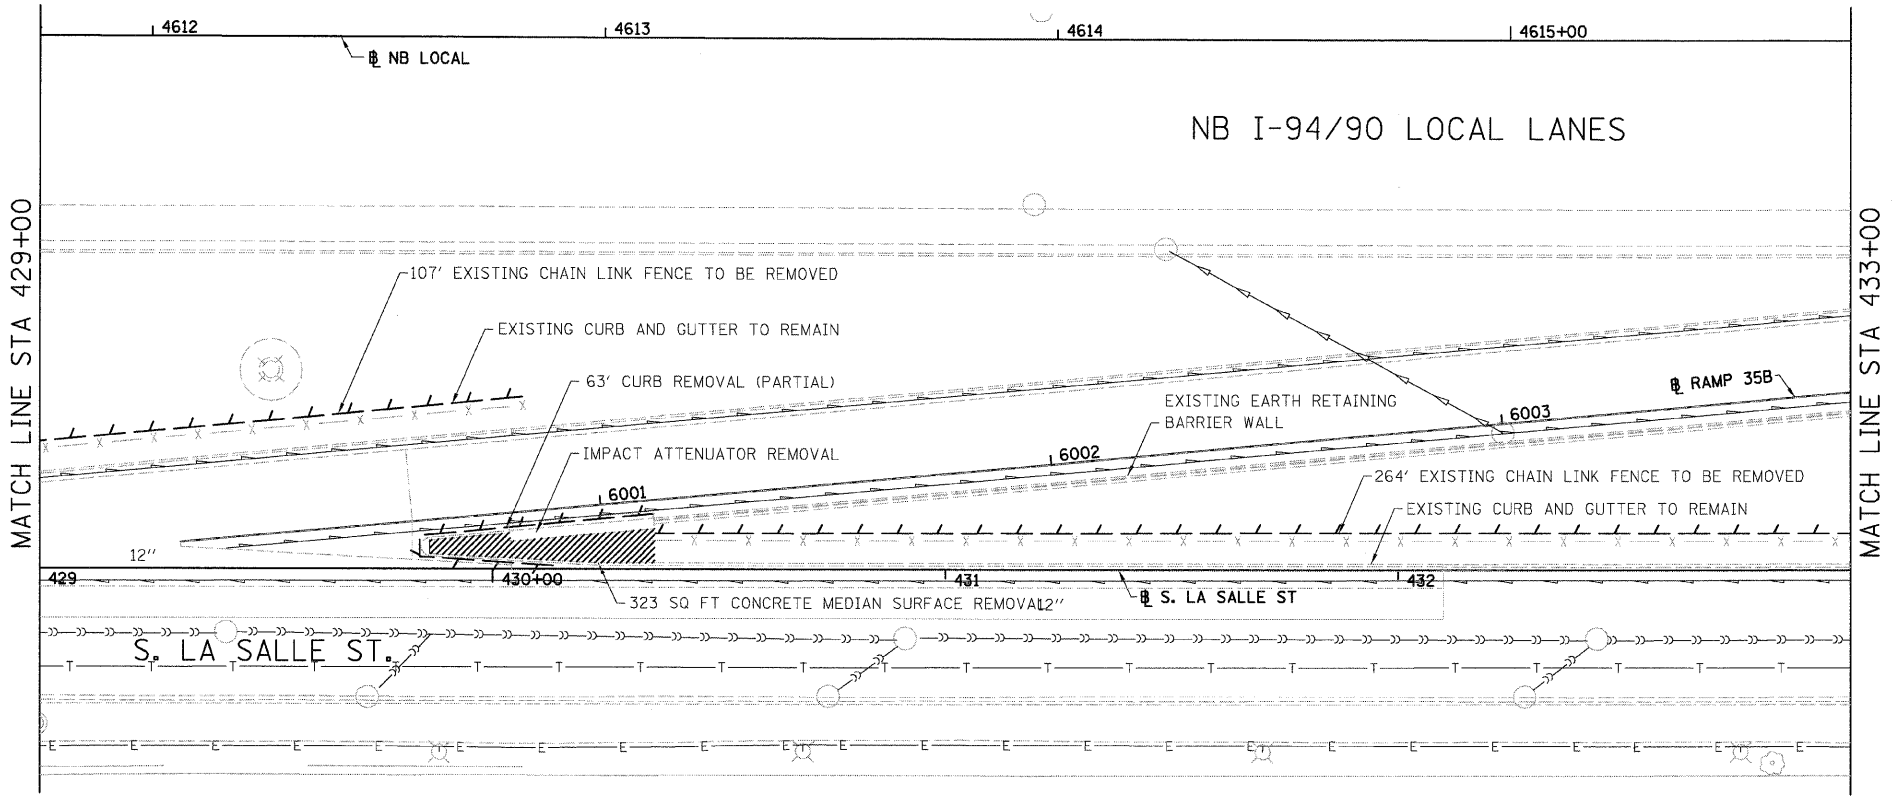 4612
4613
4614
4615+00
℄ NB LOCAL
NB I-94/90 LOCAL LANES
MATCH LINE STA 429+00
MATCH LINE STA 433+00
107' EXISTING CHAIN LINK FENCE TO BE REMOVED
EXISTING CURB AND GUTTER TO REMAIN
63' CURB REMOVAL (PARTIAL)
IMPACT ATTENUATOR REMOVAL
EXISTING EARTH RETAINING
BARRIER WALL
RAMP 35B
6001
6002
6003
264' EXISTING CHAIN LINK FENCE TO BE REMOVED
EXISTING CURB AND GUTTER TO REMAIN
12"
429
430+00
431
432
323 SQ FT CONCRETE MEDIAN SURFACE REMOVAL
12"
S. LA SALLE ST
S. LA SALLE ST.
T T T T T T T T T T T T T T T T T T T T T T
E E E E E E E E E E E E E E E E E E E E E E